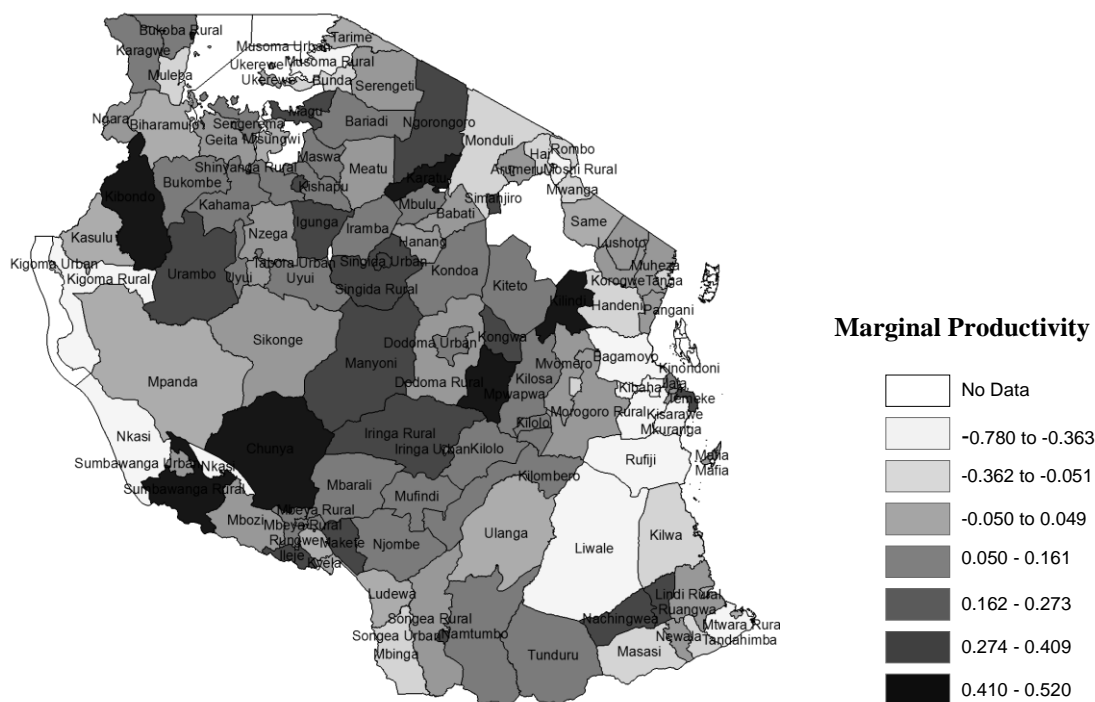 Bukoba Rural
Karagwe
Musoma Urban
Tarime
Muleba
Ukerewe
Musoma Rural
Ukerewe
Bunda
Serengeti
Ngara
Biharamulo
Sengerema
Magu
Geita
Misungwi
Bariadi
Ngorongoro
Monduli
Hai
Rombo
Arumeru
Moshi Rural
Maswa
Shinyanga Rural
Meatu
Karatu
Mwanga
Kibondo
Bukombe
Kishapu
Simanjiro
Kahama
Mbulu
Babati
Same
Igunga
Iramba
Kasulu
Nzega
Hanang
Lushoto
Kigoma Urban
Kigoma Rural
Urambo
Tabora Urban
Uyui
Uyui
Singida Urban
Singida Rural
Kondoa
Kiteto
Muheza
Korogwe
Tanga
Kilindi
Handeni
Pangani
Sikonge
Dodoma Urban
Kongwa
Manyoni
Mvomero
Bagamoyo
Kinondoni
Mpanda
Dodoma Rural
Mpwapwa
Kilosa
Kibaha
Ilala
Temeke
Morogoro Rural
Kisarawe
Mkuranga
Nkasi
Chunya
Iringa Rural
Iringa Urban
Kilolo
Kilolo
Rufiji
Mafia
Mafia
Sumbawanga Urban
Nkasi
Sumbawanga Rural
Kilombero
Mbarali
Mufindi
Mbozi
Mbeya Rural
Mbeya Rural
Rungwe
Makete
Ileje
Kyela
Njombe
Ulanga
Liwale
Kilwa
Ludewa
Lindi Rural
Ruangwa
Nachingwea
Mtwara Rura
Songea Rural
Songea Urban
Namtumbo
Newala
Tandahimba
Mbinga
Tunduru
Masasi
Marginal Productivity
No Data
-0.780 to -0.363
-0.362 to -0.051
-0.050 to 0.049
0.050 - 0.161
0.162 - 0.273
0.274 - 0.409
0.410 - 0.520